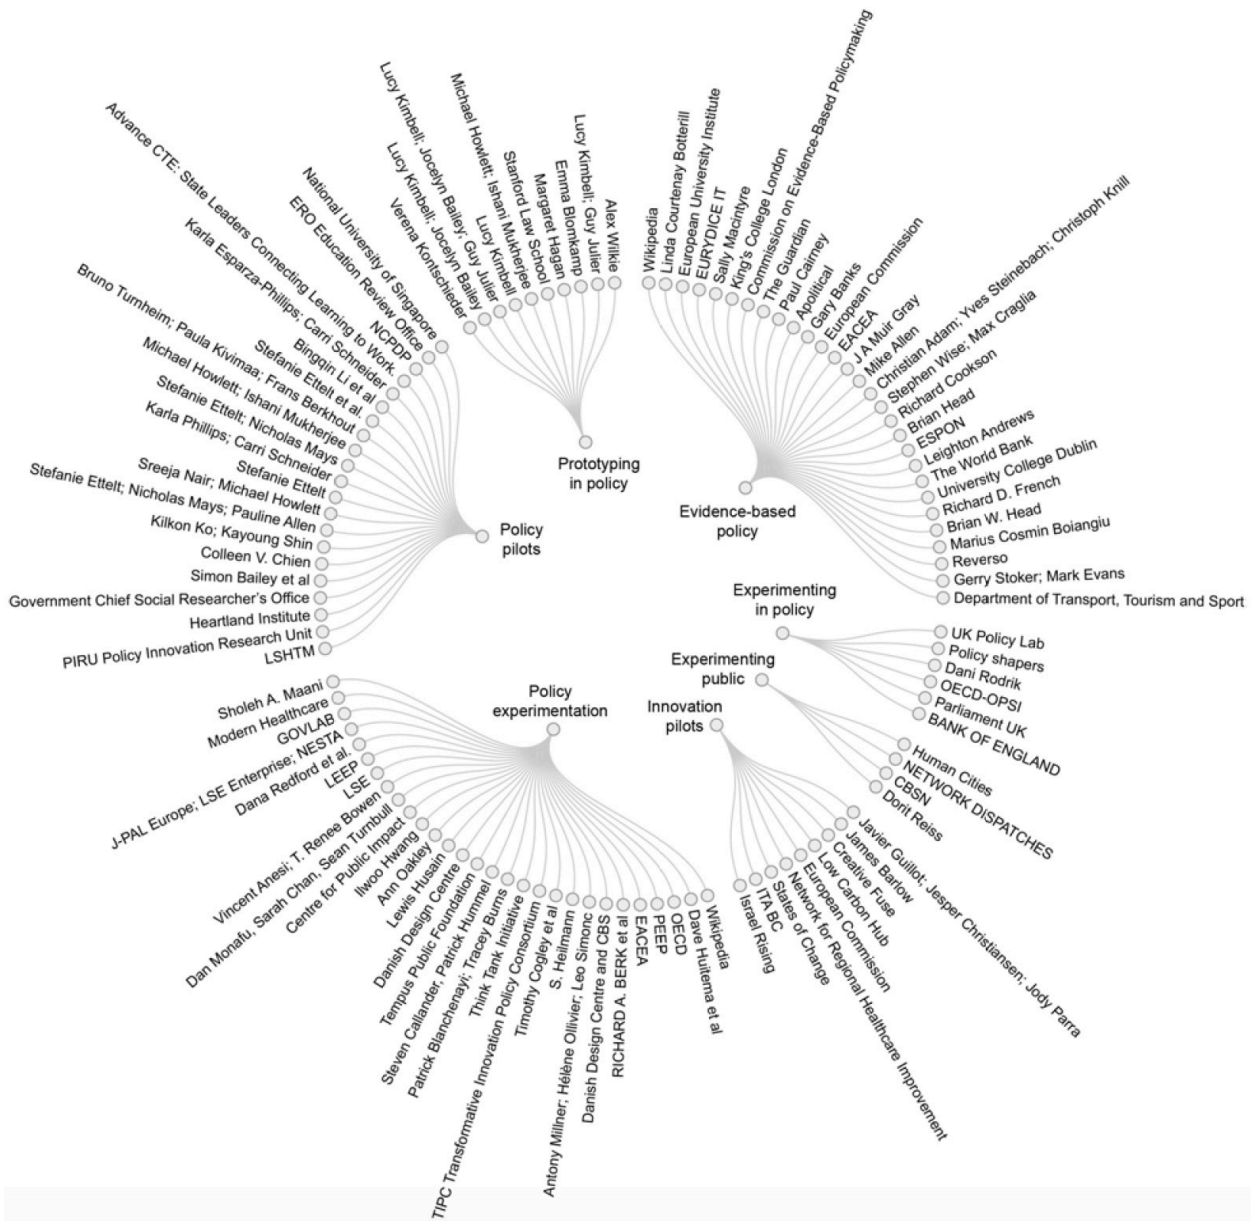 Alex Wilkie
Lucy Kimbell; Guy Julier
Emma Blomkamp
Margaret Hagan
Stanford Law School
Michael Howlett; Ishani Mukherjee
Lucy Kimbell
Lucy Kimbell; Jocelyn Bailey; Guy Julier
Lucy Kimbell; Jocelyn Bailey
Verena Kontschieder
Prototyping
in policy
Wikipedia
Linda Courtenay Botterill
European University Institute
EURYDICE IT
Sally Macintyre
King's College London
Commission on Evidence-Based Policymaking
The Guardian
Paul Cairney
Apolitical
Gary Banks
European Commission
EACEA
J A Muir Gray
Mike Allen
Christian Adam; Yves Steinebach; Christoph Knill
Stephen Wise; Max Craglia
Richard Cookson
Brian Head
ESPON
Leighton Andrews
The World Bank
University College Dublin
Richard D. French
Brian W. Head
Marius Cosmin Boiangiu
Reverso
Gerry Stoker; Mark Evans
Department of Transport, Tourism and Sport
Evidence-based
policy
Experimenting
in policy
UK Policy Lab
Policy shapers
Dani Rodrik
OECD-OPSI
Parliament UK
BANK OF ENGLAND
Experimenting
public
Human Cities
NETWORK DISPATCHES
CBSN
Dorit Reiss
Innovation
pilots
Javier Guillot; Jesper Christiansen; Jody Parra
James Barlow
Creative Fuse
Low Carbon Hub
European Commission
Network for Regional Healthcare Improvement
States of Change
ITA BC
Israel Rising
Policy
experimentation
Wikipedia
Dave Huitema et al
OECD
PEEP
EACEA
RICHARD A. BERK et al
Danish Design Centre and CBS
Antony Millner; Hélène Ollivier; Leo Simonc
S. Heilmann
Timothy Cogley et al
TIPC Transformative Innovation Policy Consortium
Think Tank Initiative
Patrick Blanchenayi; Tracey Burns
Steven Callander, Patrick Hummel
Tempus Public Foundation
Danish Design Centre
Lewis Husain
Ann Oakley
Ilwoo Hwang
Centre for Public Impact
Dan Monafu, Sarah Chan, Sean Turnbull
Vincent Anesi; T. Renee Bowen
LSE
LEEP
Dana Redford et al.
J-PAL Europe; LSE Enterprise; NESTA
GOVLAB
Modern Healthcare
Sholeh A. Maani
Policy
pilots
LSHTM
PIRU Policy Innovation Research Unit
Heartland Institute
Government Chief Social Researcher's Office
Simon Bailey et al
Colleen V. Chien
Kilkon Ko; Kayoung Shin
Stefanie Ettelt; Nicholas Mays; Pauline Allen
Sreeja Nair; Michael Howlett
Stefanie Ettelt
Karla Phillips; Carri Schneider
Stefanie Ettelt; Nicholas Mays
Michael Howlett; Ishani Mukherjee
Bruno Turnheim; Paula Kivimaa; Frans Berkhout
Stefanie Ettelt et al.
Bingqin Li et al
Karla Esparza-Phillips; Carri Schneider
Advance CTE: State Leaders Connecting Learning to Work.
NCPDP
ERO Education Review Office
National University of Singapore